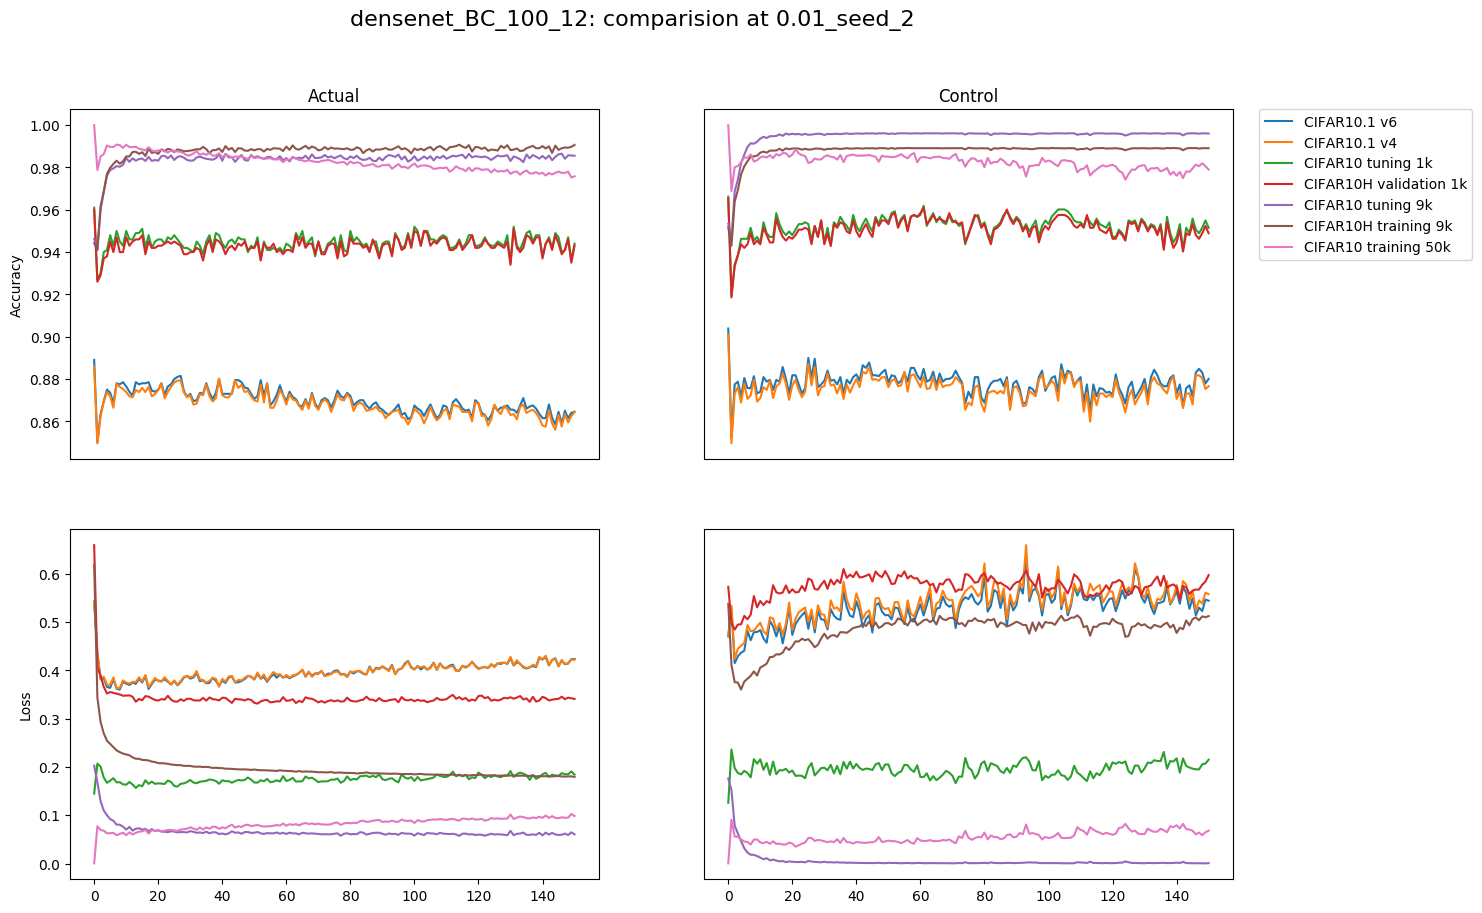 densenet_BC_100_12: comparision at 0.01_seed_2
Actual
Control
Accuracy
1.00
0.98
0.96
0.94
0.92
0.90
0.88
0.86
CIFAR10.1 v6
CIFAR10.1 v4
CIFAR10 tuning 1k
CIFAR10H validation 1k
CIFAR10 tuning 9k
CIFAR10H training 9k
CIFAR10 training 50k
Loss
0.6
0.5
0.4
0.3
0.2
0.1
0.0
0 20 40 60 80 100 120 140
0 20 40 60 80 100 120 140